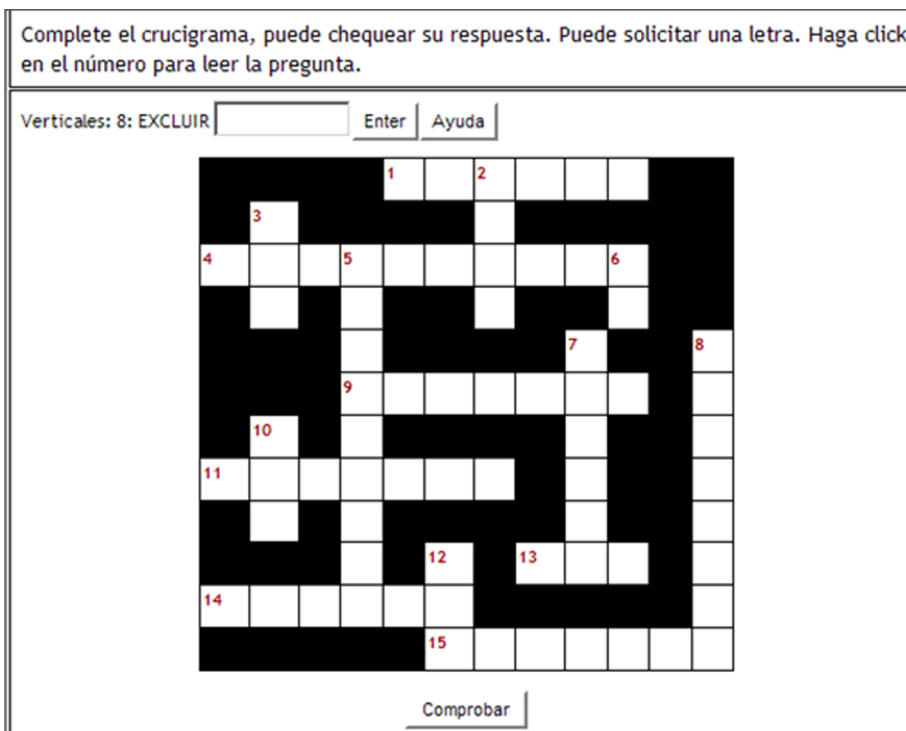 Complete el crucigrama, puede chequear su respuesta. Puede solicitar una letra. Haga click
en el número para leer la pregunta.
Verticales: 8: EXCLUIR Enter Ayuda
1 2
3
4 5 6
7 8
9
10
11
12 13
14
15
Comprobar